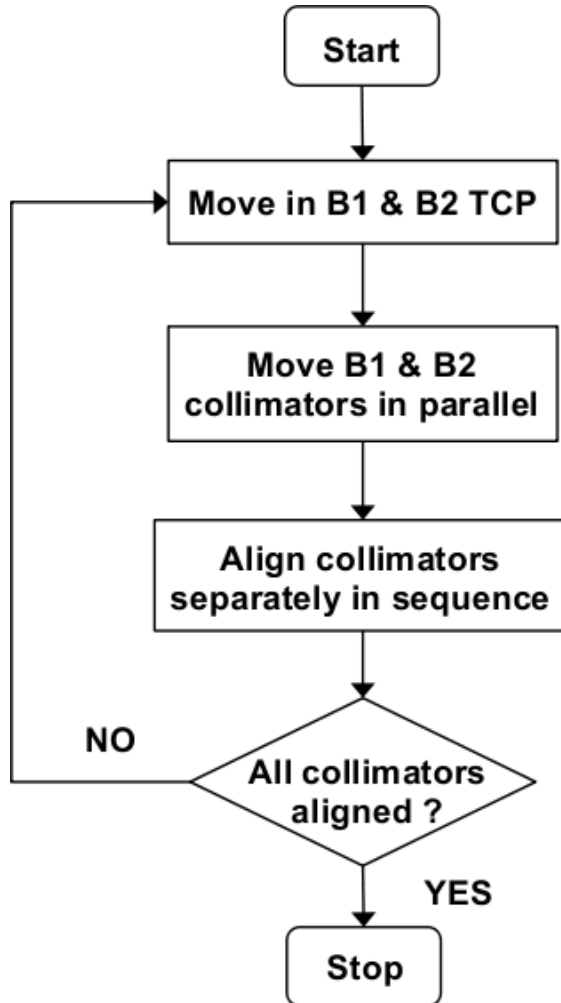 Start
Move in B1 & B2 TCP
Move B1 & B2
collimators in parallel
Align collimators
separately in sequence
NO
All collimators
aligned ?
YES
Stop